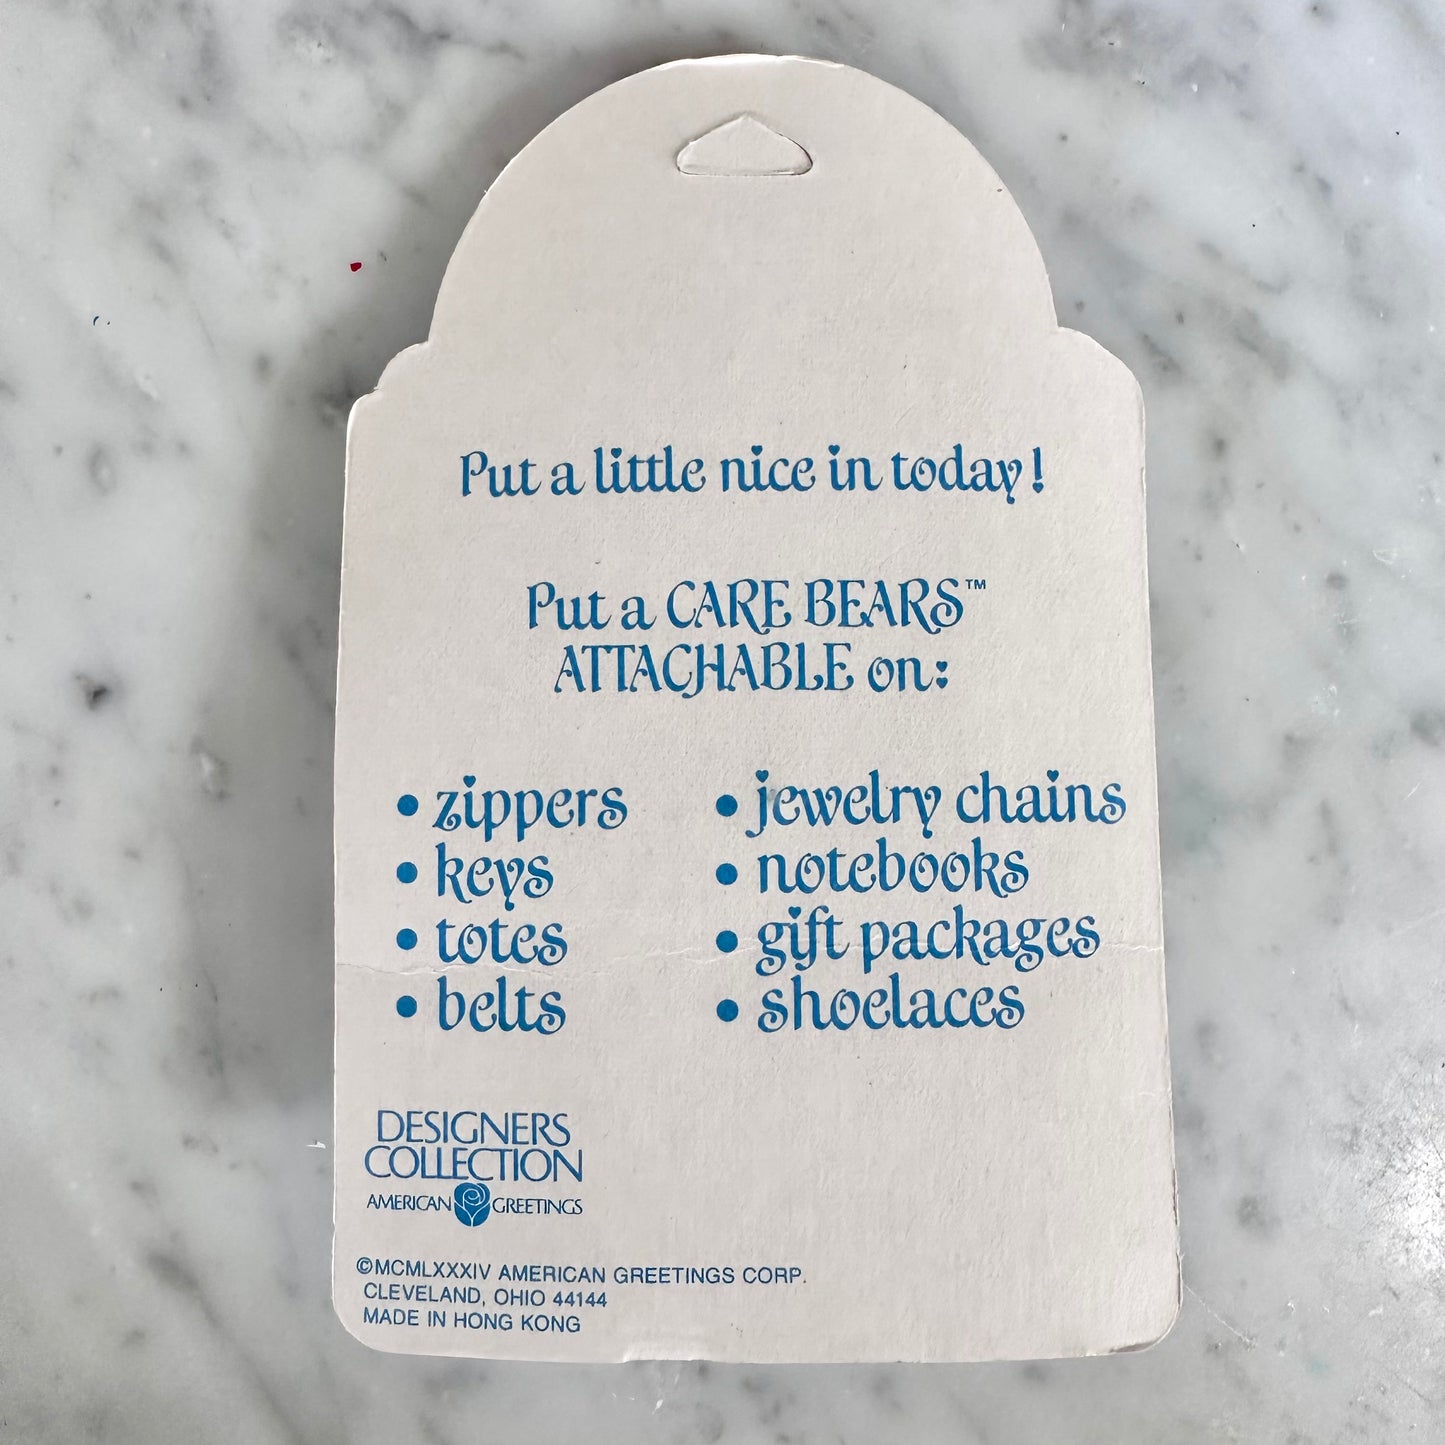 Put a little nice in today!
Put a CARE BEARS™
ATTACHABLE on:
• zippers
• keys
• totes
• belts
• jewelry chains
• notebooks
• gift packages
• shoelaces
DESIGNERS
COLLECTION
AMERICAN GREETINGS
©MCMLXXXIV AMERICAN GREETINGS CORP.
CLEVELAND, OHIO 44144
MADE IN HONG KONG